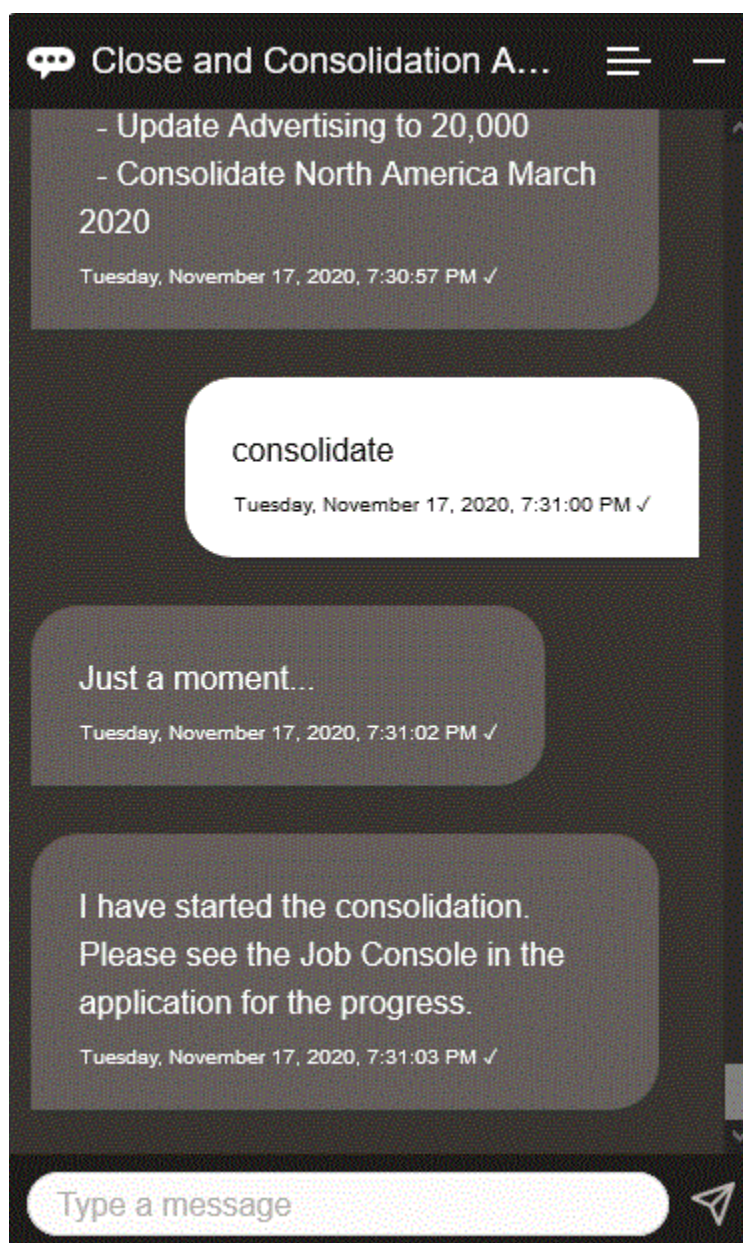 Close and Consolidation A...
- Update Advertising to 20,000
- Consolidate North America March
2020
Tuesday, November 17, 2020, 7:30:57 PM ✓
consolidate
Tuesday, November 17, 2020, 7:31:00 PM ✓
Just a moment...
Tuesday, November 17, 2020, 7:31:02 PM ✓
I have started the consolidation.
Please see the Job Console in the
application for the progress.
Tuesday, November 17, 2020, 7:31:03 PM ✓
Type a message